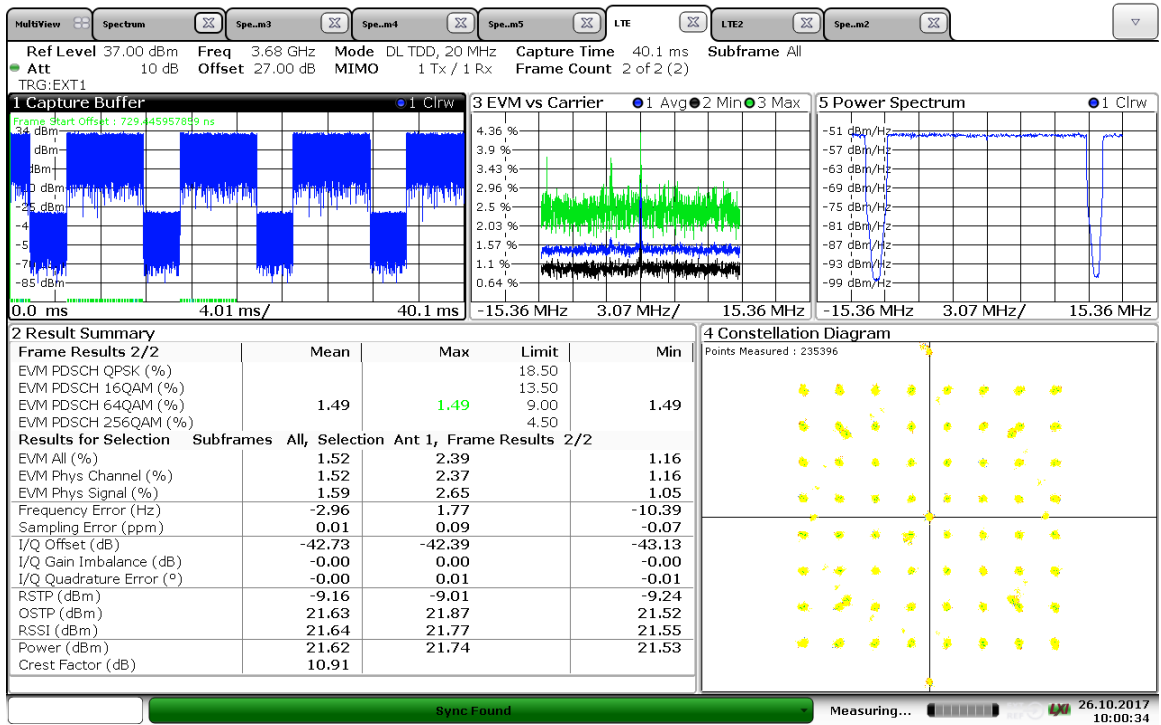 MultiView Spectrum Spe..m3 Spe..m4 Spe..m5 LTE LTE2 Spe..m2
Ref Level 37.00 dBm Freq 3.68 GHz Mode DL TDD, 20 MHz Capture Time 40.1 ms Subframe All
Att 10 dB Offset 27.00 dB MIMO 1 Tx / 1 Rx Frame Count 2 of 2 (2)
TRG:EXT1
1 Capture Buffer 1 Clrw
Frame Start Offset : 729.445957859 ns
34 dBm
dBm
dBm
dBm
-25 dBm
-85 dBm
0.0 ms 4.01 ms/ 40.1 ms
3 EVM vs Carrier 1 Avg 2 Min 3 Max
4.36 %
3.9 %
3.43 %
2.96 %
2.5 %
2.03 %
1.57 %
1.1 %
0.64 %
-15.36 MHz 3.07 MHz/ 15.36 MHz
5 Power Spectrum 1 Clrw
-51 dBm/Hz
-57 dBm/Hz
-63 dBm/Hz
-69 dBm/Hz
-75 dBm/Hz
-81 dBm/Hz
-87 dBm/Hz
-93 dBm/Hz
-99 dBm/Hz
-15.36 MHz 3.07 MHz/ 15.36 MHz
2 Result Summary
Frame Results 2/2 Mean Max Limit Min
EVM PDSCH QPSK (%) 18.50
EVM PDSCH 16QAM (%) 13.50
EVM PDSCH 64QAM (%) 1.49 1.49 9.00 1.49
EVM PDSCH 256QAM (%) 4.50
Results for Selection Subframes All, Selection Ant 1, Frame Results 2/2
EVM All (%) 1.52 2.39 1.16
EVM Phys Channel (%) 1.52 2.37 1.16
EVM Phys Signal (%) 1.59 2.65 1.05
Frequency Error (Hz) -2.96 1.77 -10.39
Sampling Error (ppm) 0.01 0.09 -0.07
I/Q Offset (dB) -42.73 -42.39 -43.13
I/Q Gain Imbalance (dB) -0.00 0.00 -0.00
I/Q Quadrature Error (°) -0.00 0.01 -0.01
RSTP (dBm) -9.16 -9.01 -9.24
OSTP (dBm) 21.63 21.87 21.52
RSSI (dBm) 21.64 21.77 21.55
Power (dBm) 21.62 21.74 21.53
Crest Factor (dB) 10.91
4 Constellation Diagram
Points Measured : 235396
Sync Found
Measuring...
LXI
26.10.2017
10:00:34